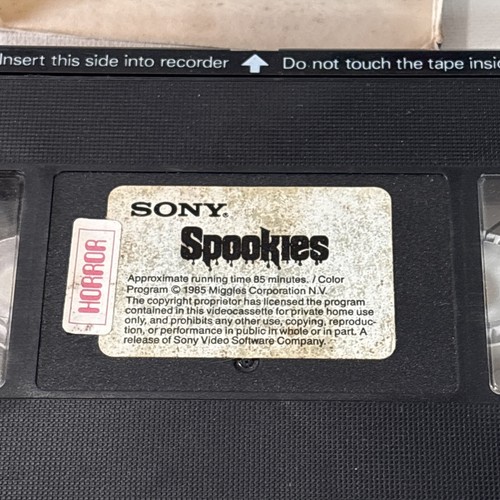 Insert this side into recorder
Do not touch the tape insid
SONY®
Spookies
Approximate running time 85 minutes. / Color
Program © 1985 Miggles Corporation N.V.
The copyright proprietor has licensed the program
contained in this videocassette for private home use
only, and prohibits any other use, copying, reproduc-
tion, or performance in public in whole or in part. A
release of Sony Video Software Company.
HORROR